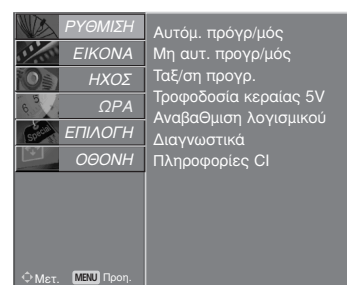 ΡΥΘΜΙΣΗ
ΕΙΚΟΝΑ
ΗΧΟΣ
ΩΡΑ
ΕΠΙΛΟΓΗ
ΟΘΟΝΗ
Αυτόμ. πρόγρ/μός
Μη αυτ. προγρ/μός
Ταξ/ση προγρ.
Τροφοδοσία κεραίας 5V
ΑναβαΘμιση λογισμικού
Διαγνωστικά
Πληροφορίες CI
Μετ. MENU Προη.